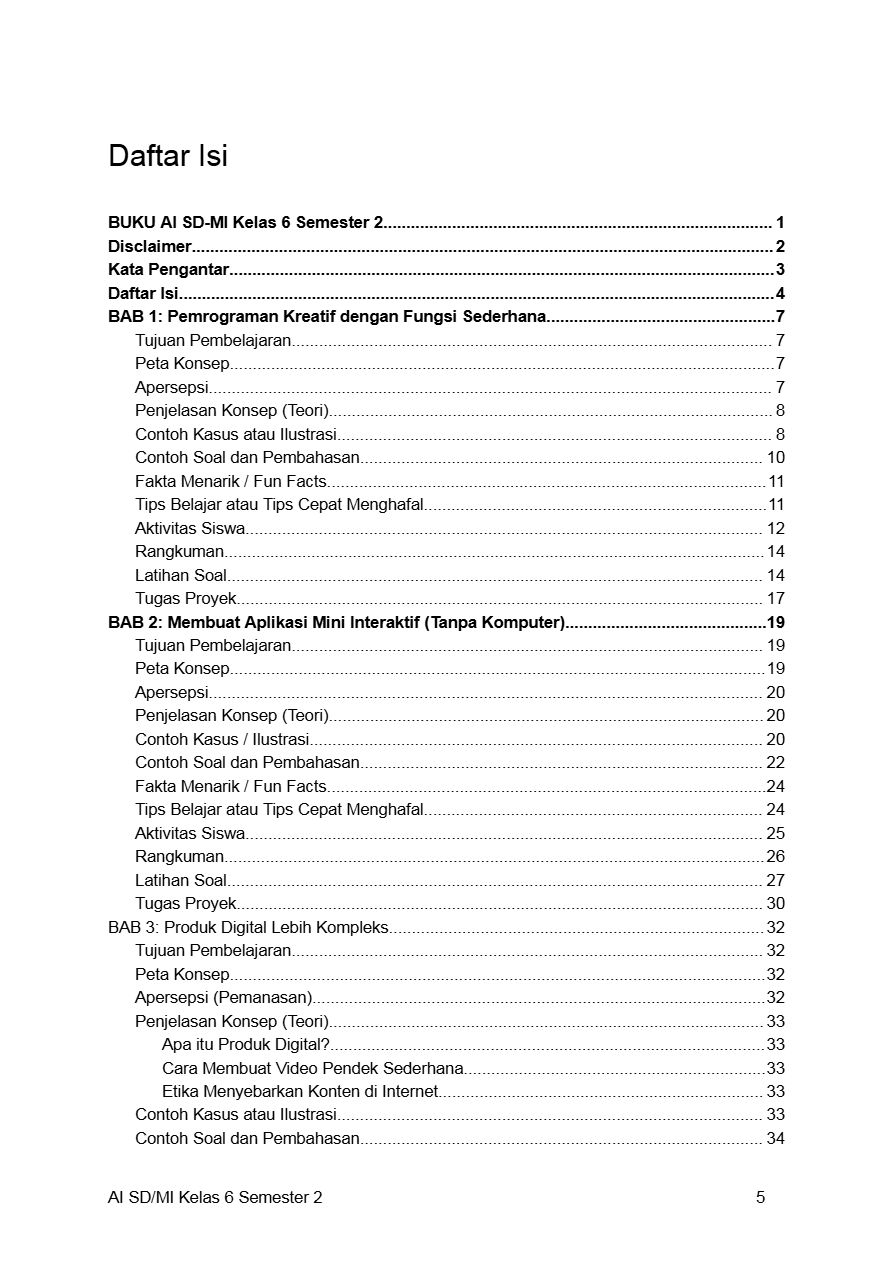 Daftar Isi
BUKU AI SD-MI Kelas 6 Semester 2.................................................................................... 1
Disclaimer.............................................................................................................................. 2
Kata Pengantar......................................................................................................................3
Daftar Isi.................................................................................................................................4
BAB 1: Pemrograman Kreatif dengan Fungsi Sederhana..................................................7
Tujuan Pembelajaran......................................................................................................... 7
Peta Konsep......................................................................................................................7
Apersepsi........................................................................................................................... 7
Penjelasan Konsep (Teori)................................................................................................ 8
Contoh Kasus atau Ilustrasi............................................................................................... 8
Contoh Soal dan Pembahasan........................................................................................ 10
Fakta Menarik / Fun Facts................................................................................................11
Tips Belajar atau Tips Cepat Menghafal...........................................................................11
Aktivitas Siswa................................................................................................................. 12
Rangkuman......................................................................................................................14
Latihan Soal..................................................................................................................... 14
Tugas Proyek................................................................................................................... 17
BAB 2: Membuat Aplikasi Mini Interaktif (Tanpa Komputer)............................................19
Tujuan Pembelajaran....................................................................................................... 19
Peta Konsep.....................................................................................................................19
Apersepsi.........................................................................................................................20
Penjelasan Konsep (Teori)...............................................................................................20
Contoh Kasus / Ilustrasi................................................................................................... 20
Contoh Soal dan Pembahasan........................................................................................ 22
Fakta Menarik / Fun Facts................................................................................................24
Tips Belajar atau Tips Cepat Menghafal.......................................................................... 24
Aktivitas Siswa................................................................................................................. 25
Rangkuman......................................................................................................................26
Latihan Soal..................................................................................................................... 27
Tugas Proyek................................................................................................................... 30
BAB 3: Produk Digital Lebih Kompleks..................................................................................32
Tujuan Pembelajaran....................................................................................................... 32
Peta Konsep.....................................................................................................................32
Apersepsi (Pemanasan)...................................................................................................32
Penjelasan Konsep (Teori)............................................................................................... 33
Apa itu Produk Digital?...............................................................................................33
Cara Membuat Video Pendek Sederhana..................................................................33
Etika Menyebarkan Konten di Internet....................................................................... 33
Contoh Kasus atau Ilustrasi............................................................................................. 33
Contoh Soal dan Pembahasan........................................................................................ 34
AI SD/MI Kelas 6 Semester 2 5